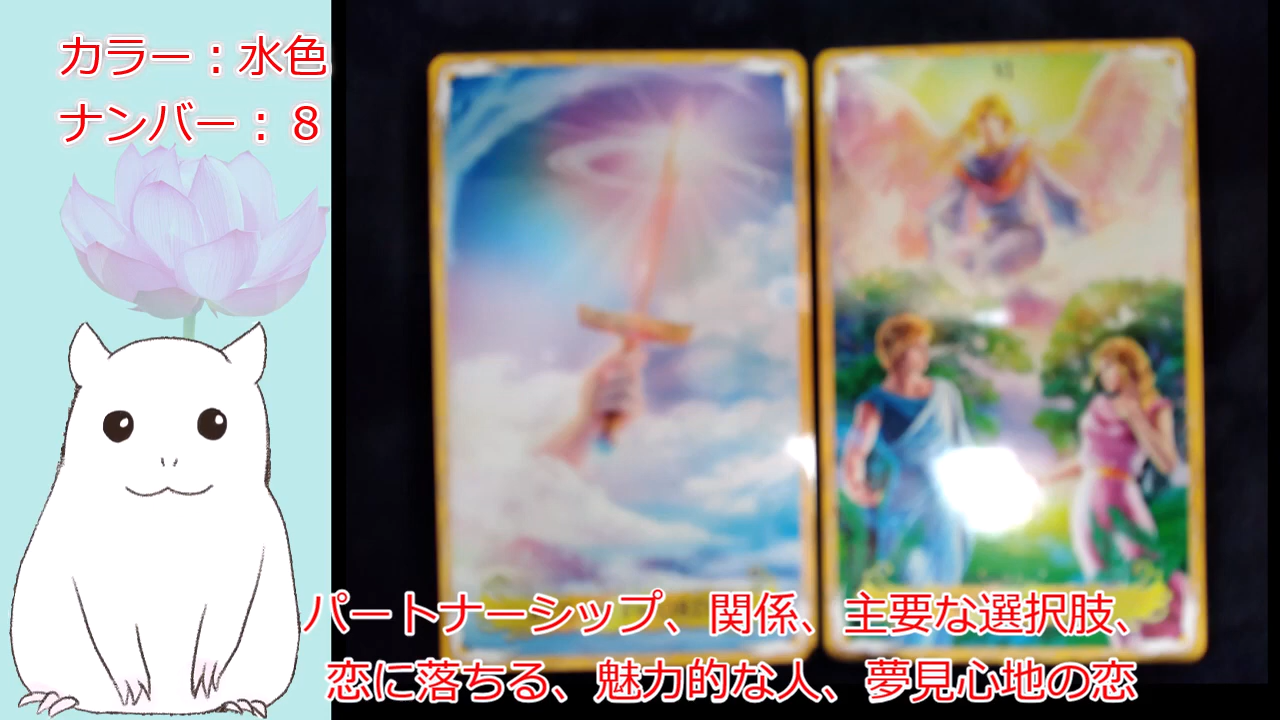 カラー：水色
ナンバー：８
VI
パートナーシップ、関係、主要な選択肢、
恋に落ちる、魅力的な人、夢見心地の恋